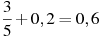 3/5 + 0,2 = 0,6